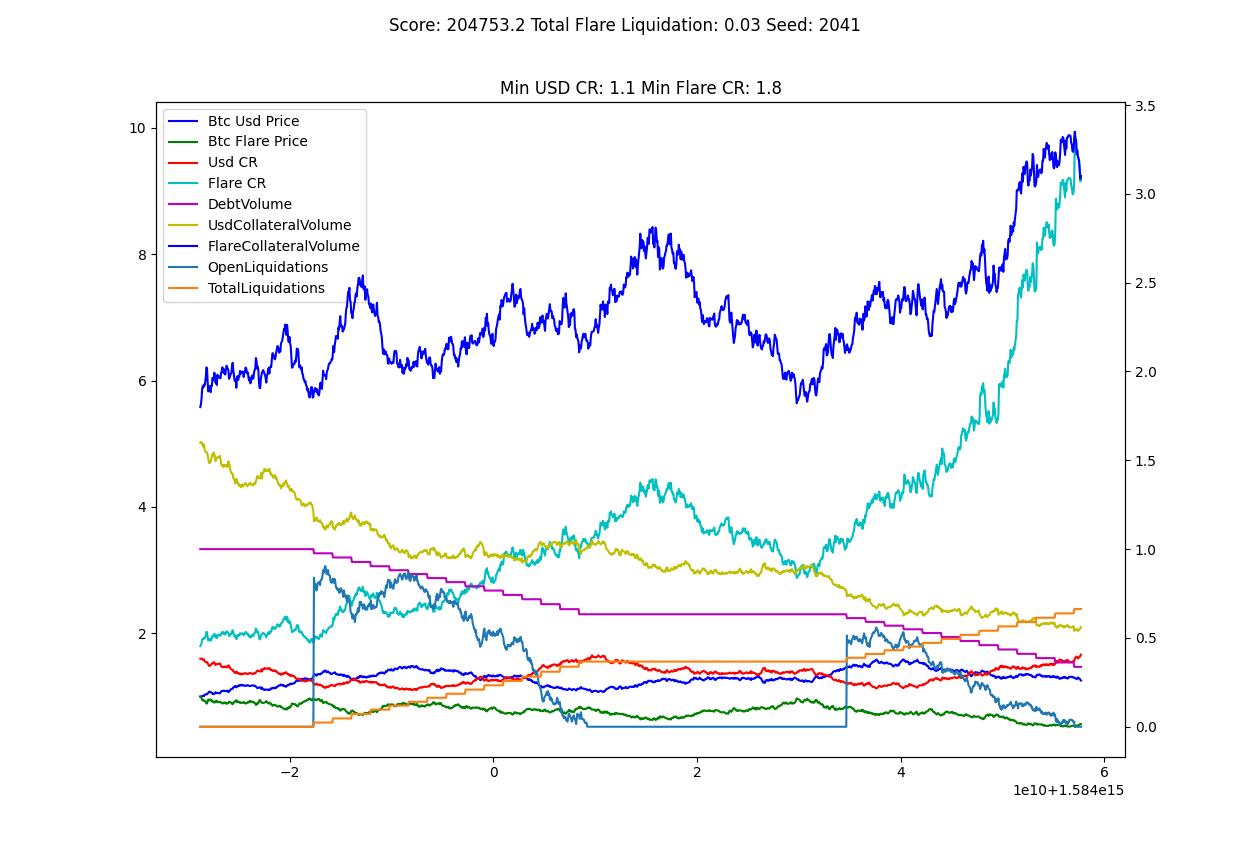 Score: 204753.2 Total Flare Liquidation: 0.03 Seed: 2041
Min USD CR: 1.1 Min Flare CR: 1.8
Btc Usd Price
Btc Flare Price
Usd CR
Flare CR
DebtVolume
UsdCollateralVolume
FlareCollateralVolume
OpenLiquidations
TotalLiquidations
10
8
6
4
2
3.5
3.0
2.5
2.0
1.5
1.0
0.5
0.0
−2 0 2 4 6
1e10+1.584e15